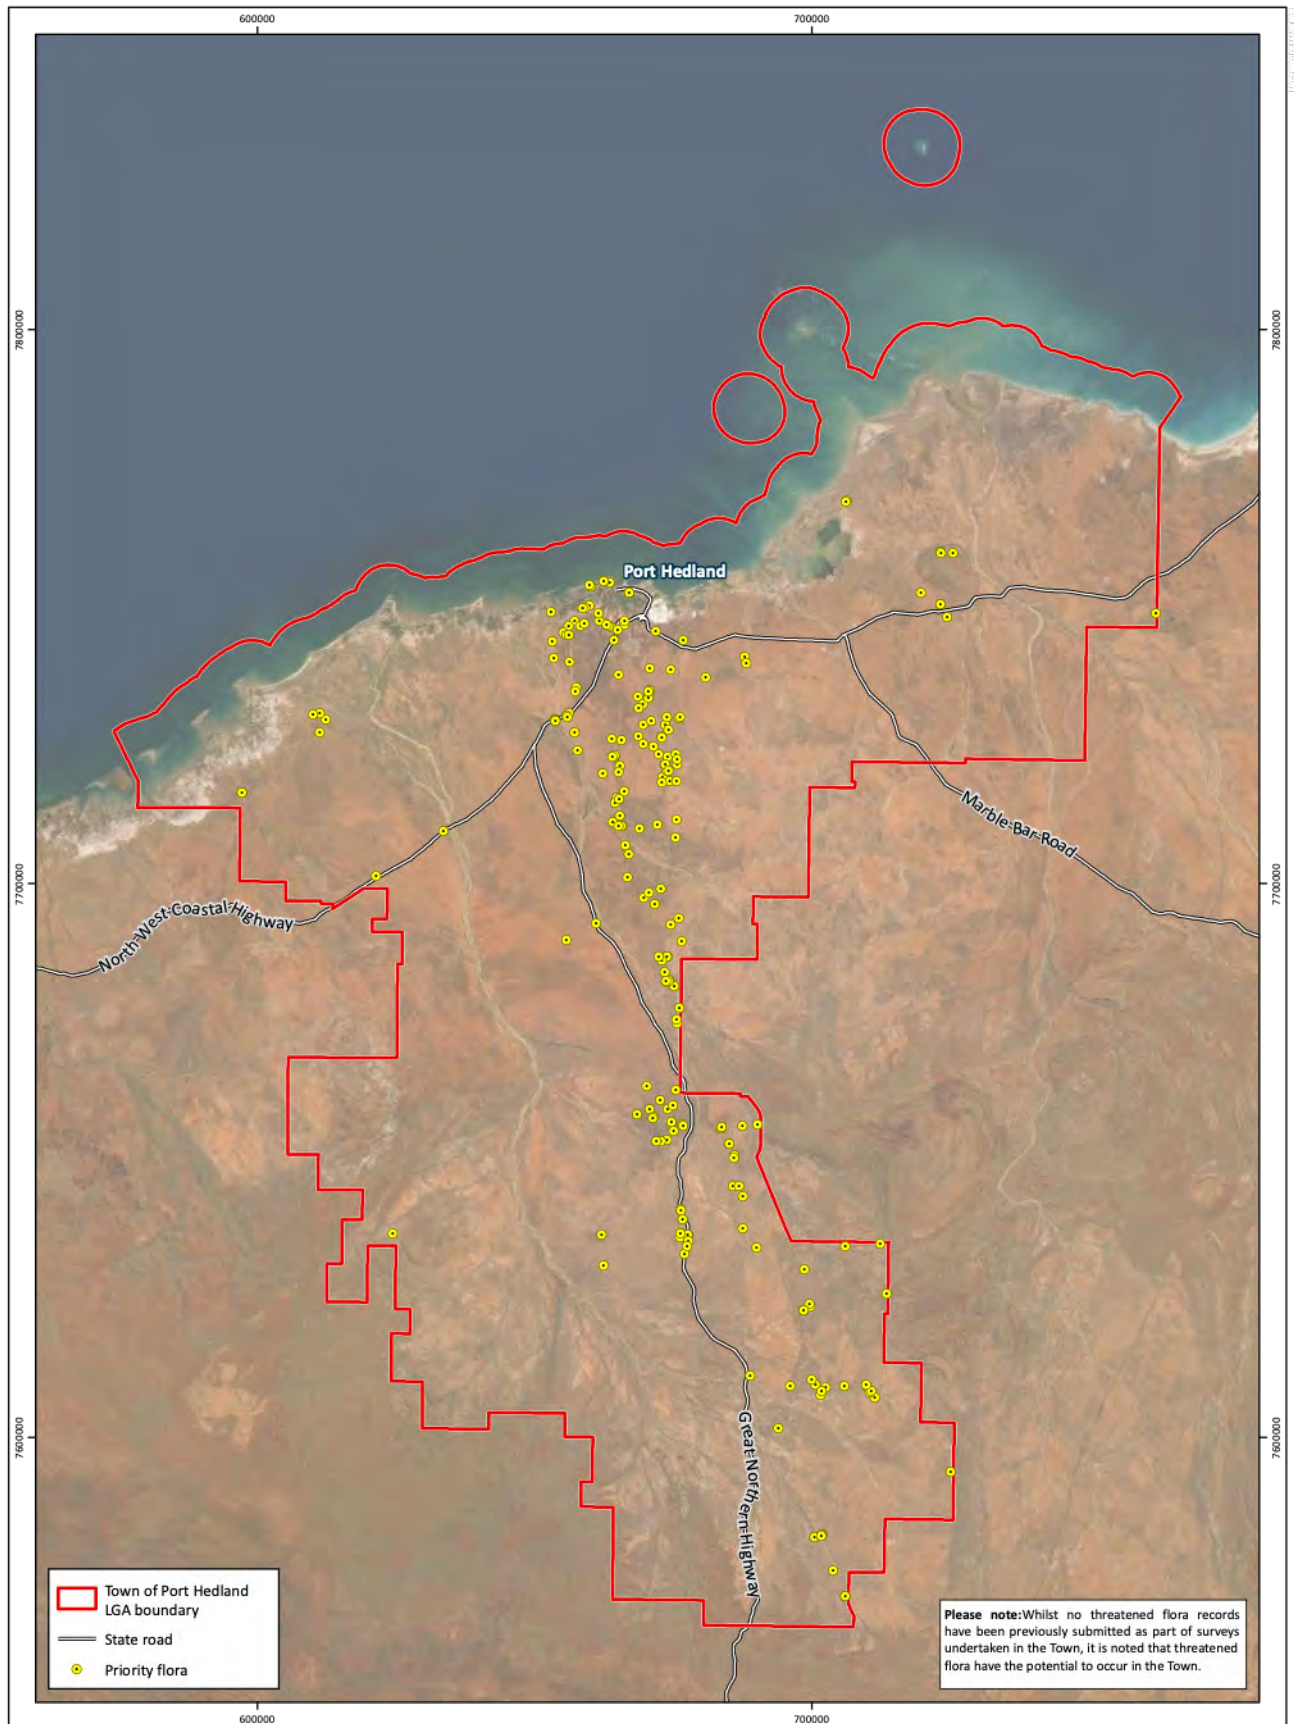 600000
700000
7800000
7800000
Port Hedland
Marble Bar Road
7700000
7700000
North West Coastal Highway
7600000
7600000
Great Northern Highway
Town of Port Hedland
LGA boundary
State road
Priority flora
Please note:Whilst no threatened flora records
have been previously submitted as part of surveys
undertaken in the Town, it is noted that threatened
flora have the potential to occur in the Town.
600000
700000